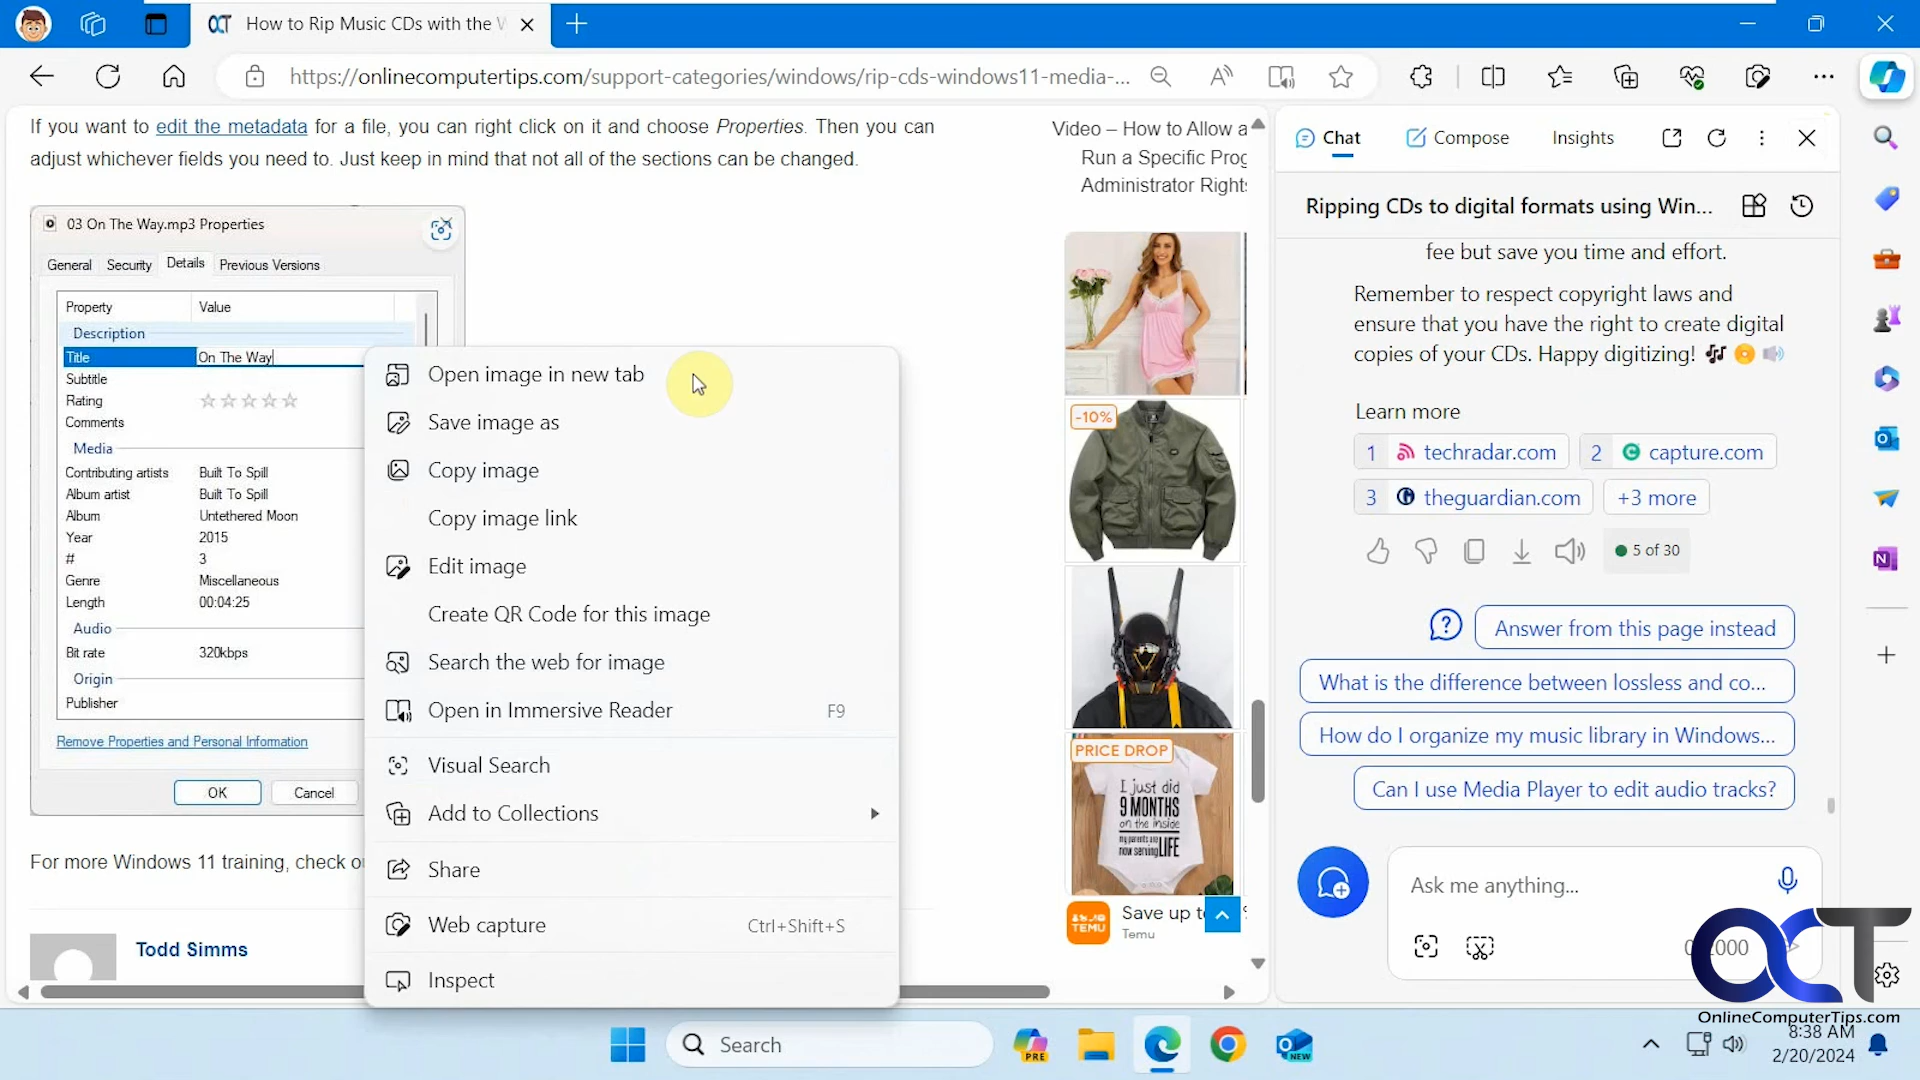 How to Rip Music CDs with the W
https://onlinecomputertips.com/support-categories/windows/rip-cds-windows11-media-...
If you want to edit the metadata for a file, you can right click on it and choose Properties. Then you can
adjust whichever fields you need to. Just keep in mind that not all of the sections can be changed.
03 On The Way.mp3 Properties
General Security Details Previous Versions
Property Value
Description
Title On The Way
Subtitle
Rating
Comments
Media
Contributing artists Built To Spill
Album artist Built To Spill
Album Untethered Moon
Year 2015
# 3
Genre Miscellaneous
Length 00:04:25
Audio
Bit rate 320kbps
Origin
Publisher
Remove Properties and Personal Information
OK Cancel
For more Windows 11 training, check ou
Todd Simms
Open image in new tab
Save image as
Copy image
Copy image link
Edit image
Create QR Code for this image
Search the web for image
Open in Immersive Reader F9
Visual Search
Add to Collections
Share
Web capture Ctrl+Shift+S
Inspect
Video – How to Allow a
Run a Specific Prog
Administrator Rights
-10%
PRICE DROP
I just did
9 MONTHS
on the inside
my parents are
now serving LIFE
TEMU
Save up to
Temu
Chat Compose Insights
Ripping CDs to digital formats using Win...
fee but save you time and effort.
Remember to respect copyright laws and
ensure that you have the right to create digital
copies of your CDs. Happy digitizing!
Learn more
1 techradar.com 2 capture.com
3 theguardian.com +3 more
5 of 30
Answer from this page instead
What is the difference between lossless and co...
How do I organize my music library in Windows...
Can I use Media Player to edit audio tracks?
Ask me anything...
OCT
OnlineComputerTips.com
Search
PRE
NEW
8:38 AM
2/20/2024